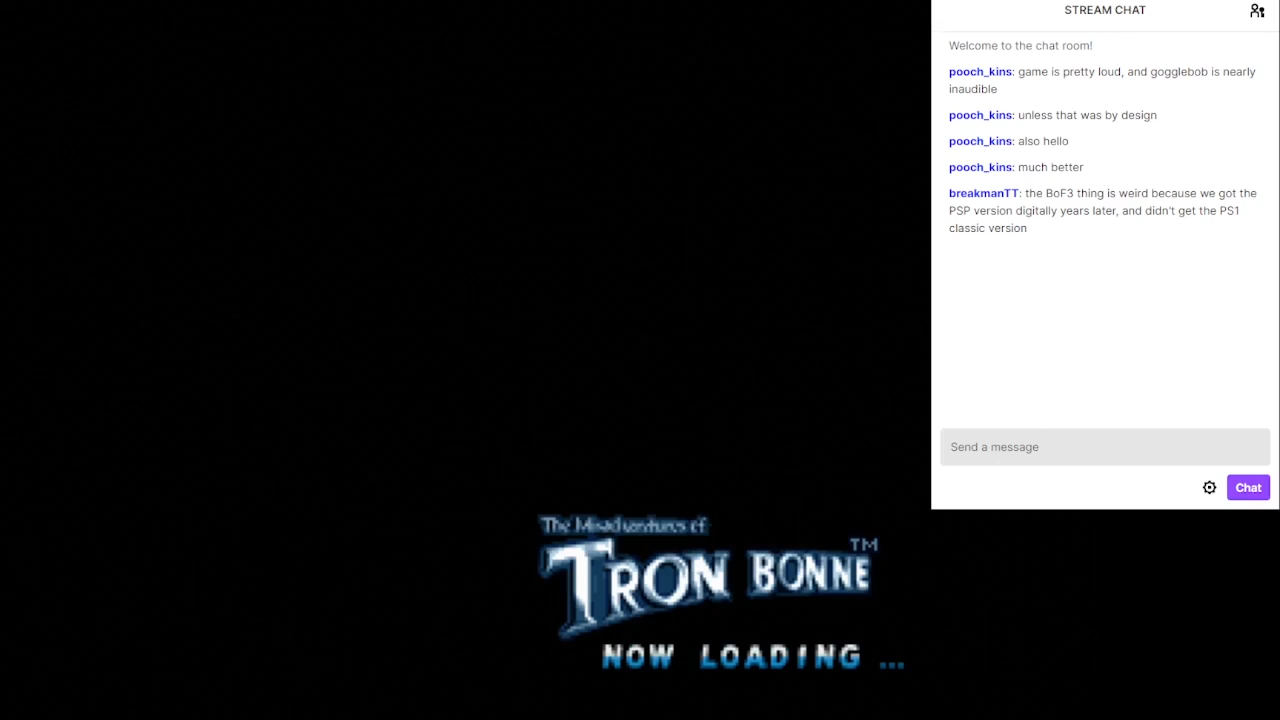 STREAM CHAT
Welcome to the chat room!
pooch_kins: game is pretty loud, and gogglebob is nearly
inaudible
pooch_kins: unless that was by design
pooch_kins: also hello
pooch_kins: much better
breakmanTT: the BoF3 thing is weird because we got the
PSP version digitally years later, and didn't get the PS1
classic version
Send a message
Chat
The Misadventures of
TRON BONNE™
NOW LOADING ...